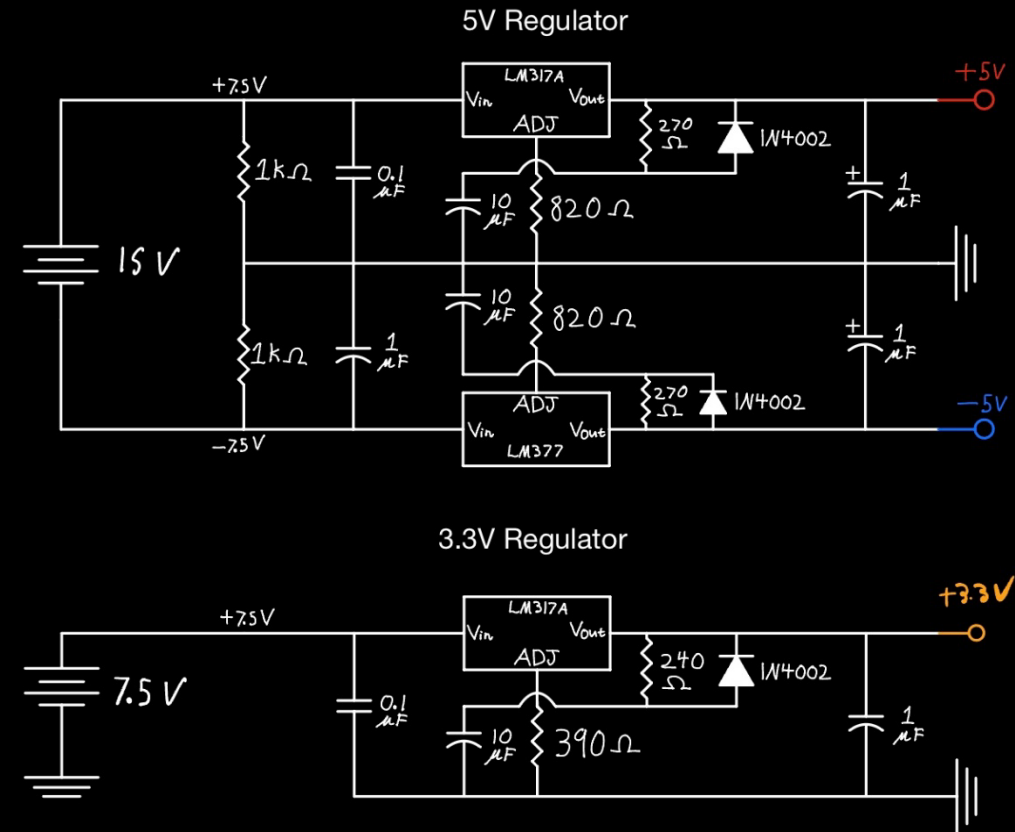 5V Regulator
+7.5V
LM317A
Vin
Vout
ADJ
+5V
1kΩ
0.1
μF
10
μF
820Ω
270
Ω
1N4002
+
1
μF
15 V
1kΩ
1
μF
10
μF
820Ω
270
Ω
1N4002
+
1
μF
ADJ
Vin
Vout
LM377
-7.5V
-5V
3.3V Regulator
+7.5V
LM317A
Vin
Vout
ADJ
+3.3V
7.5 V
0.1
μF
10
μF
390Ω
240
Ω
1N4002
1
μF